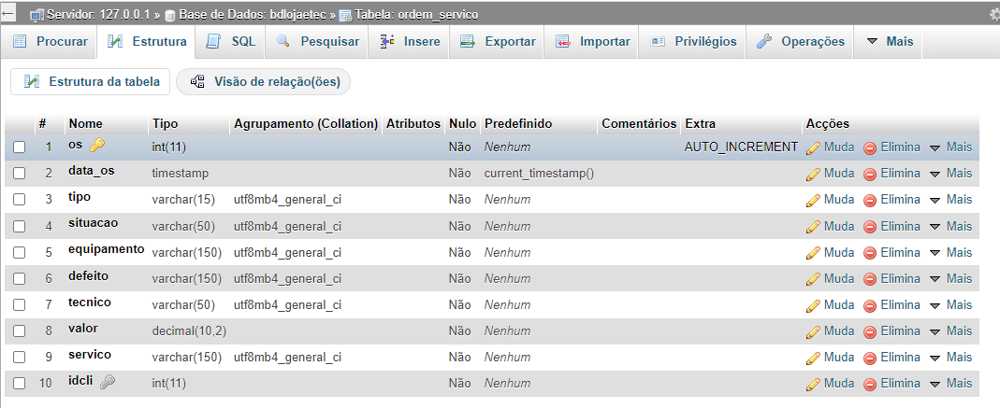 Servidor: 127.0.0.1 » Base de Dados: bdlojaetec » Tabela: ordem_servico
Procurar Estrutura SQL Pesquisar Insere Exportar Importar Privilégios Operações Mais
Estrutura da tabela Visão de relação(ões)
# Nome Tipo Agrupamento (Collation) Atributos Nulo Predefinido Comentários Extra Acções
1 os int(11) Não Nenhum AUTO_INCREMENT Muda Elimina Mais
2 data_os timestamp Não current_timestamp() Muda Elimina Mais
3 tipo varchar(15) utf8mb4_general_ci Não Nenhum Muda Elimina Mais
4 situacao varchar(50) utf8mb4_general_ci Não Nenhum Muda Elimina Mais
5 equipamento varchar(150) utf8mb4_general_ci Não Nenhum Muda Elimina Mais
6 defeito varchar(150) utf8mb4_general_ci Não Nenhum Muda Elimina Mais
7 tecnico varchar(50) utf8mb4_general_ci Não Nenhum Muda Elimina Mais
8 valor decimal(10,2) Não Nenhum Muda Elimina Mais
9 servico varchar(150) utf8mb4_general_ci Não Nenhum Muda Elimina Mais
10 idcli int(11) Não Nenhum Muda Elimina Mais